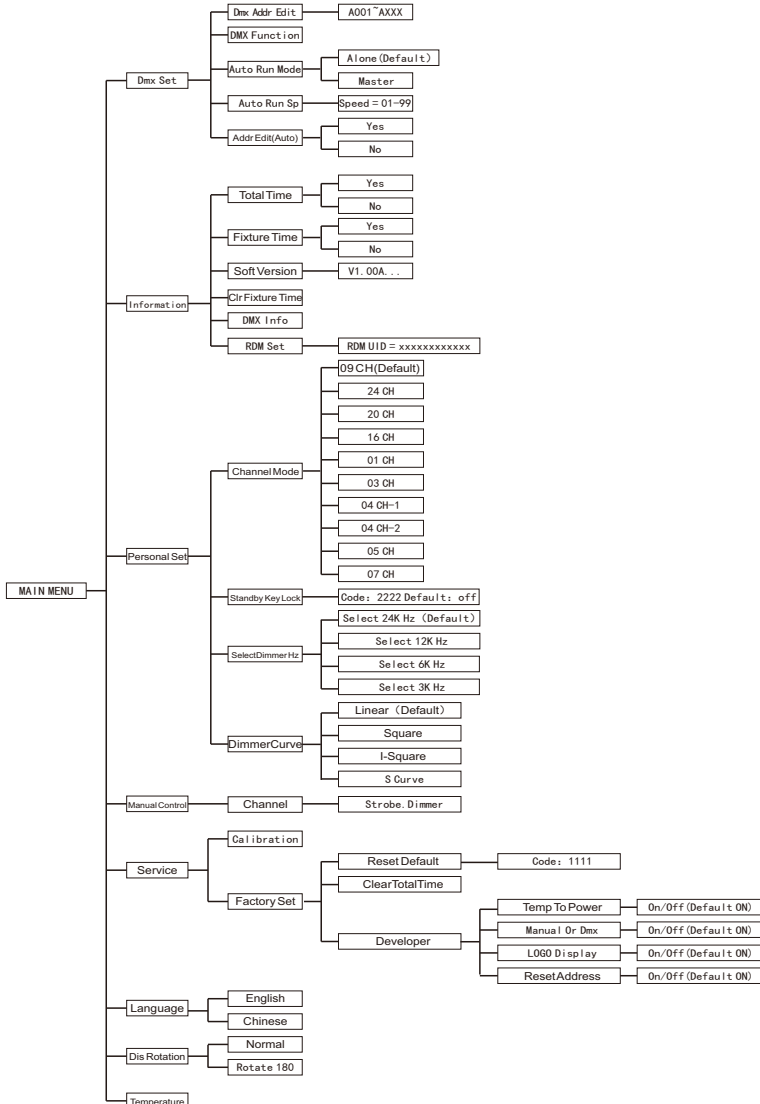 MAIN MENU
Dmx Set
Dmx Addr Edit
A001~AXXX
DMX Function
Auto Run Mode
Alone(Default)
Master
Auto Run Sp
Speed = 01-99
Addr Edit(Auto)
Yes
No
Information
Total Time
Yes
No
Fixture Time
Yes
No
Soft Version
V1.00A...
Clr Fixture Time
DMX Info
RDM Set
RDM UID = xxxxxxxxxxxx
Personal Set
Channel Mode
09 CH(Default)
24 CH
20 CH
16 CH
01 CH
03 CH
04 CH-1
04 CH-2
05 CH
07 CH
Standby Key Lock
Code: 2222 Default: off
Select Dimmer Hz
Select 24K Hz (Default)
Select 12K Hz
Select 6K Hz
Select 3K Hz
Dimmer Curve
Linear (Default)
Square
I-Square
S Curve
Manual Control
Channel
Strobe. Dimmer
Service
Calibration
Factory Set
Reset Default
Code: 1111
Clear Total Time
Developer
Temp To Power
On/Off(Default ON)
Manual Or Dmx
On/Off(Default ON)
LOGO Display
On/Off(Default ON)
Reset Address
On/Off(Default ON)
Language
English
Chinese
Dis Rotation
Normal
Rotate 180
Temperature